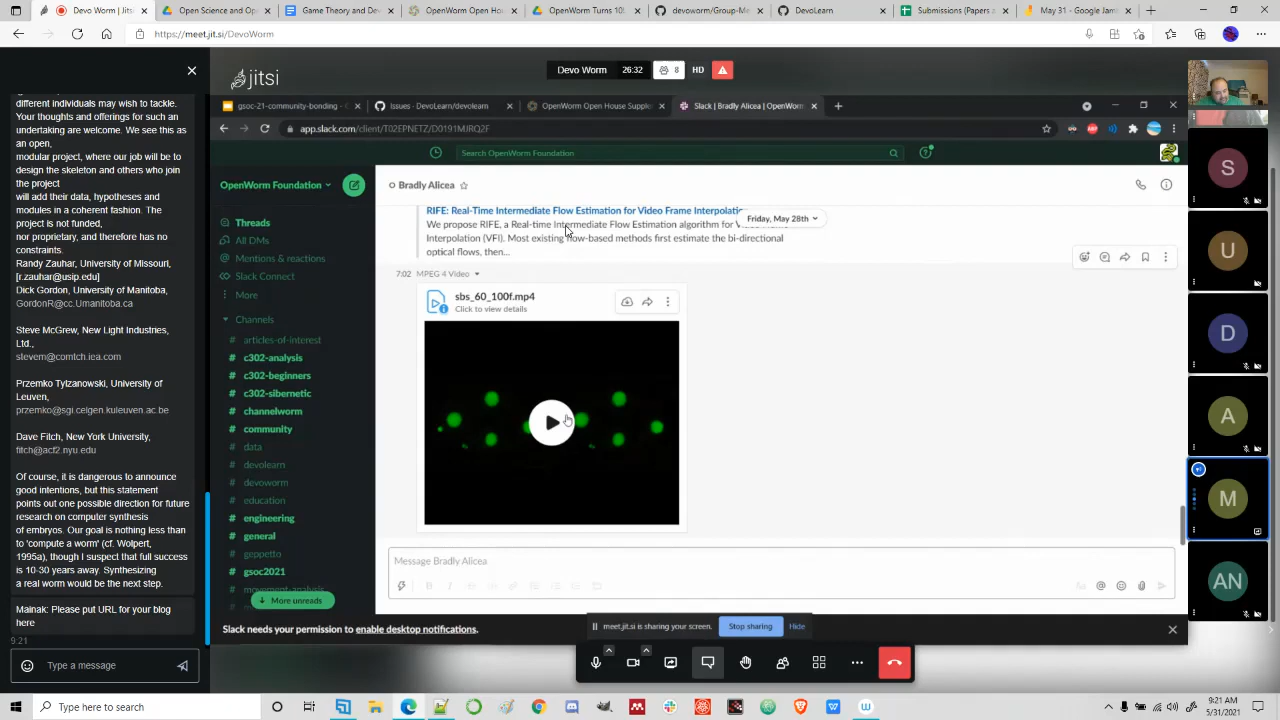 Open Science and Op
Game Theory and Dev
OpenWorm Foundatio
OpenWorm Turns 10!.
devoworm/Group-Me
DevoLearn
Submissions (Papers a
May 31 - Google Jam
https://meet.jit.si/DevoWorm
jitsi
Devo Worm
26:32
8
HD
gsoc-21-community-bonding - G
Issues · DevoLearn/devolearn
OpenWorm Open House Supple
Slack | Bradly Alicea | OpenWorm
app.slack.com/client/T02EPNETZ/D0191MJRQ2F
Search OpenWorm Foundation
different individuals may wish to tackle.
Your thoughts and offerings for such an
undertaking are welcome. We see this as
an open,
modular project, where our job will be to
design the skeleton and others who join
the project
will add their data, hypotheses and
modules in a coherent fashion. The
project is not funded,
nor proprietary, and therefore has no
constraints.
Randy Zauhar, University of Missouri,
[r.zauhar@usip.edu]
Dick Gordon, University of Manitoba,
GordonR@cc.Umanitoba.ca
Steve McGrew, New Light Industries,
Ltd.,
stevem@comtch.iea.com
Przemko Tylzanowski, University of
Leuven,
przemko@sgi.celgen.kuleuven.ac.be
Dave Fitch, New York University,
fitch@acf2.nyu.edu
Of course, it is dangerous to announce
good intentions, but this statement
points out one possible direction for future
research on computer synthesis
of embryos. Our goal is nothing less than
to 'compute a worm' (cf. Wolpert,
1995a), though I suspect that full success
is 10-30 years away. Synthesizing
a real worm would be the next step.
Mainak: Please put URL for your blog
here
9:21
Type a message
OpenWorm Foundation
Threads
All DMs
Mentions & reactions
Slack Connect
More
Channels
# articles-of-interest
# c302-analysis
# c302-beginners
# c302-sibernetic
# channelworm
# community
# data
# devolearn
# devoworm
# education
# engineering
# general
# geppetto
# gsoc2021
# movement-analysis
More unreads
Bradly Alicea
RIFE: Real-Time Intermediate Flow Estimation for Video Frame Interpolatio
Friday, May 28th
We propose RIFE, a Real-time Intermediate Flow Estimation algorithm for
Interpolation (VFI). Most existing flow-based methods first estimate the bi-directional
optical flows, then...
7:02 MPEG 4 Video
sbs_60_100f.mp4
Click to view details
Message Bradly Alicea
Slack needs your permission to enable desktop notifications.
meet.jit.si is sharing your screen.
Stop sharing
Hide
S
U
D
A
M
AN
Type here to search
9:21 AM
5/31/2021